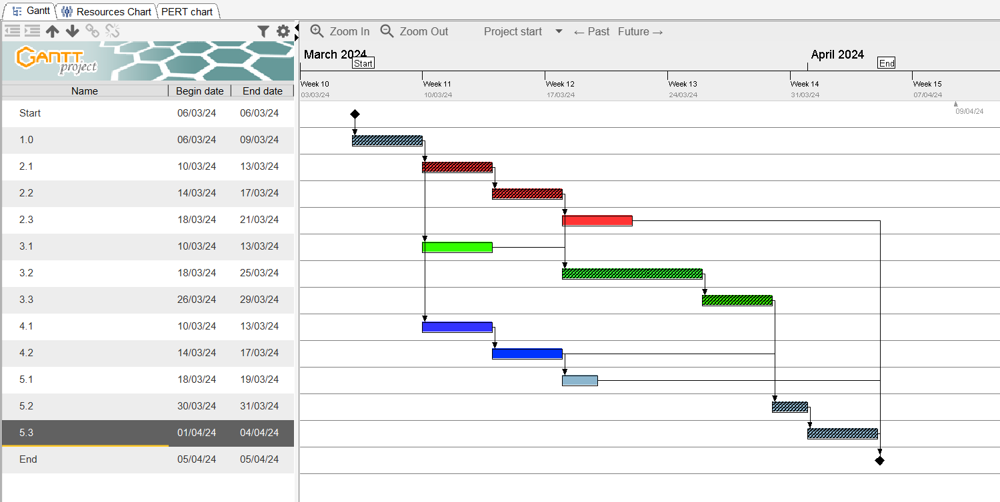 Gantt Resources Chart PERT chart
Zoom In Zoom Out Project start ← Past Future →
GANTT project
March 2024 April 2024
Start End
Name Begin date End date
Week 10 Week 11 Week 12 Week 13 Week 14 Week 15
03/03/24 10/03/24 17/03/24 24/03/24 31/03/24 07/04/24
09/04/24
Start 06/03/24 06/03/24
1.0 06/03/24 09/03/24
2.1 10/03/24 13/03/24
2.2 14/03/24 17/03/24
2.3 18/03/24 21/03/24
3.1 10/03/24 13/03/24
3.2 18/03/24 25/03/24
3.3 26/03/24 29/03/24
4.1 10/03/24 13/03/24
4.2 14/03/24 17/03/24
5.1 18/03/24 19/03/24
5.2 30/03/24 31/03/24
5.3 01/04/24 04/04/24
End 05/04/24 05/04/24